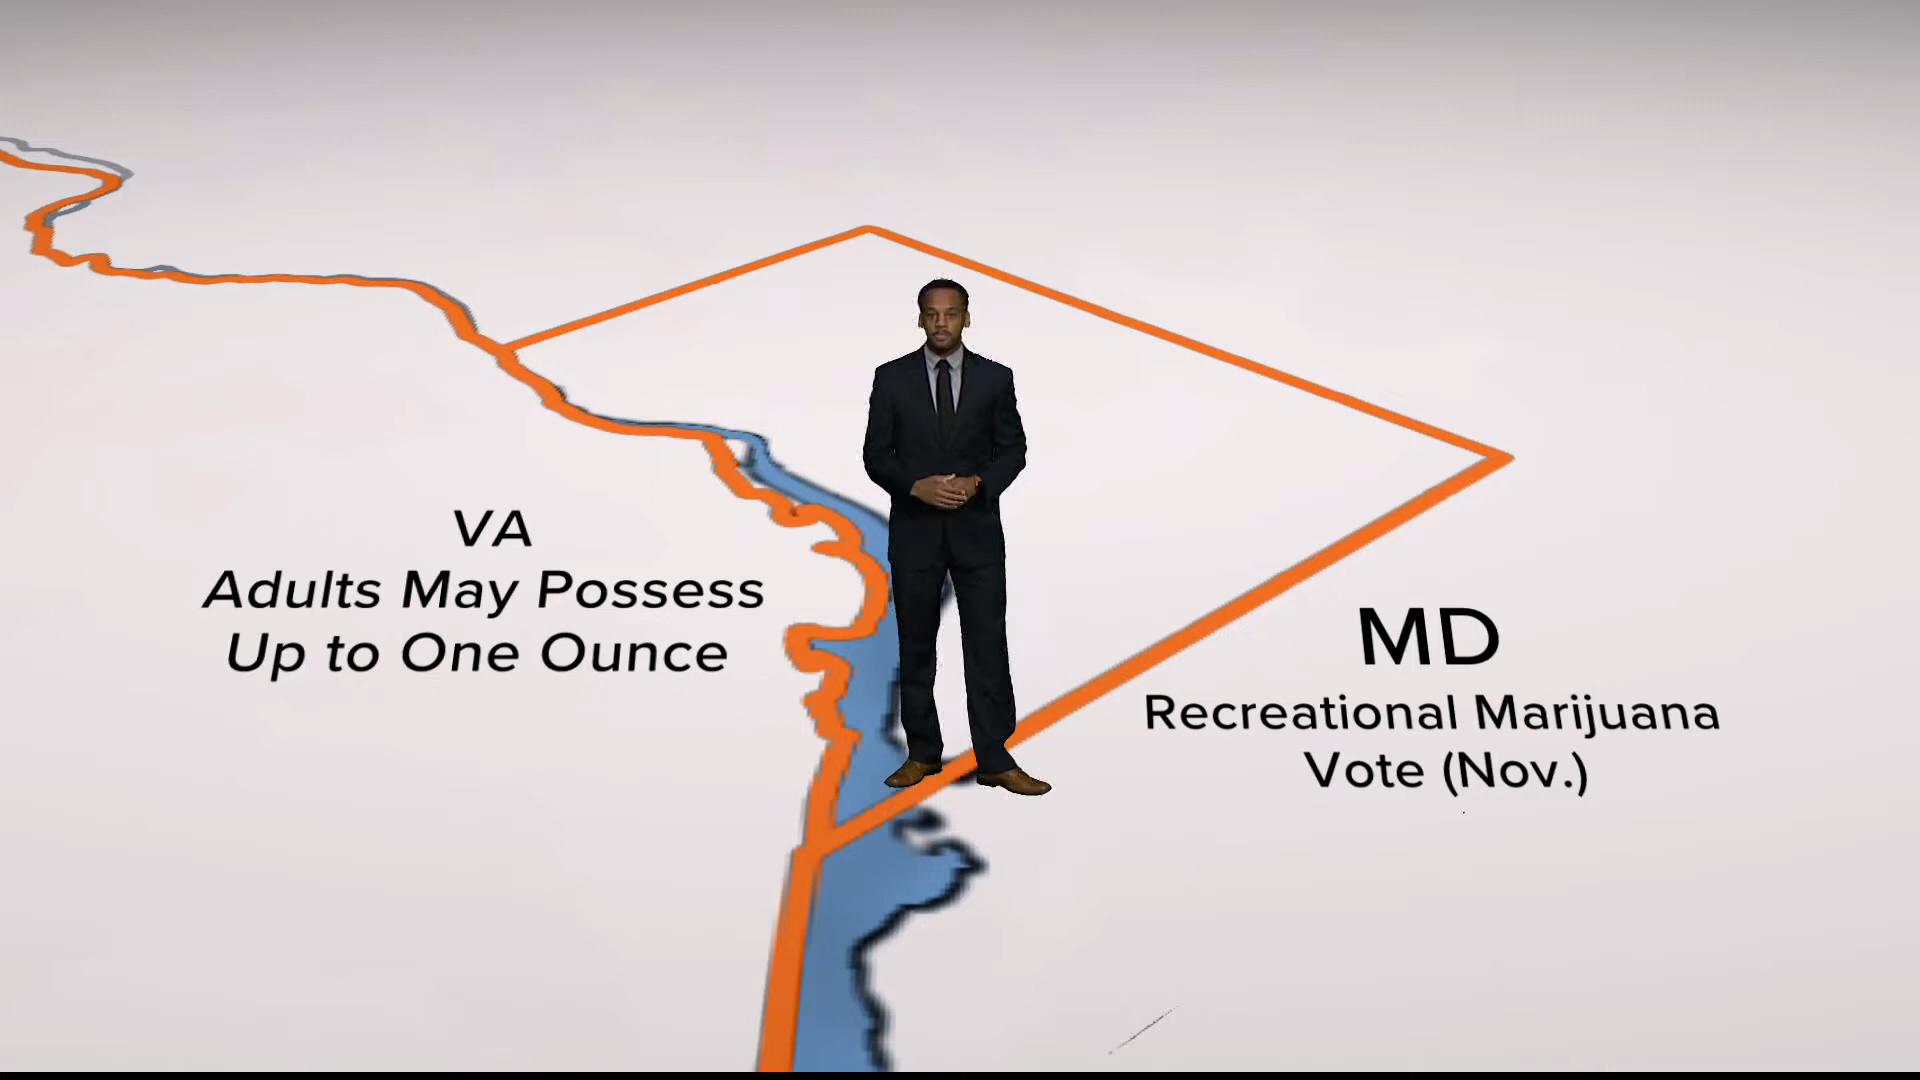 VA
Adults May Possess
Up to One Ounce
MD
Recreational Marijuana
Vote (Nov.)